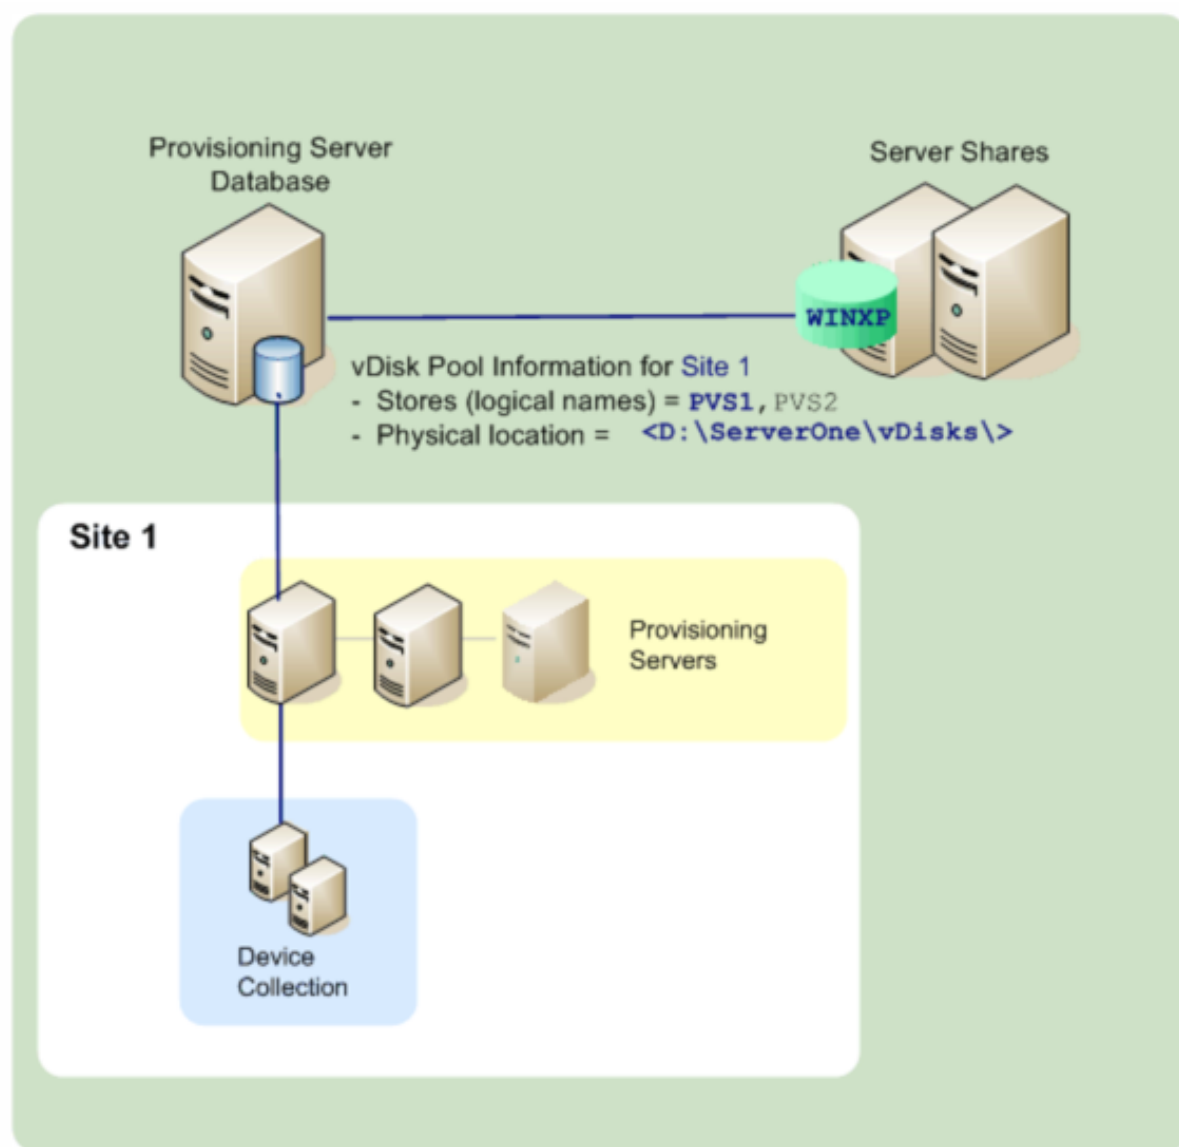 Provisioning Server
Database
Server Shares
WINXP
vDisk Pool Information for Site 1
- Stores (logical names) = PVS1, PVS2
- Physical location = <D:\ServerOne\vDisks\>
Site 1
Provisioning
Servers
Device
Collection